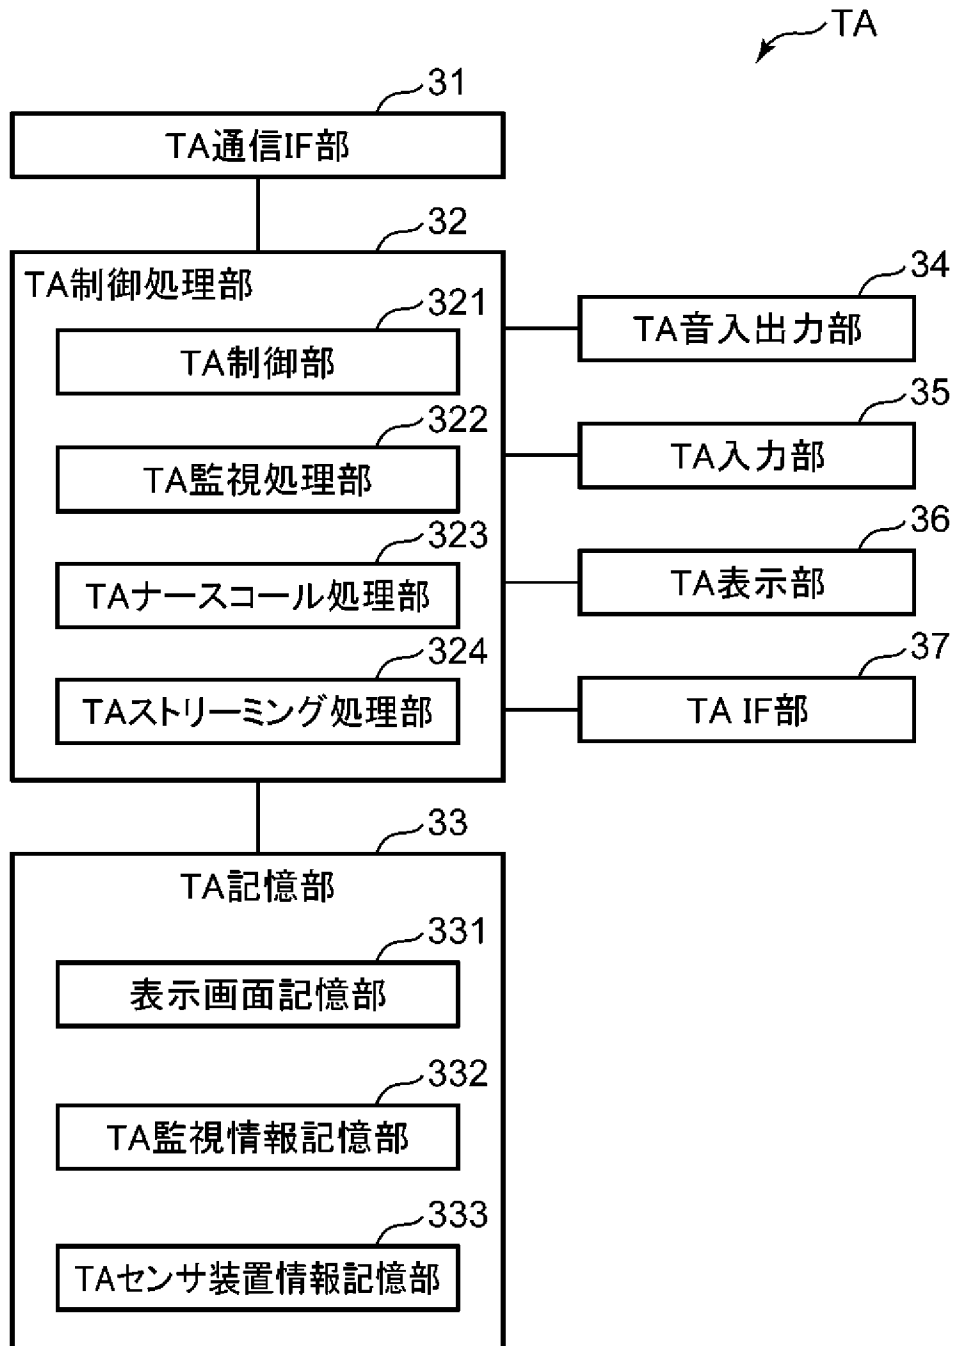 TA
31
TA通信IF部
32
TA制御処理部
321
TA制御部
322
TA監視処理部
323
TAナースコール処理部
324
TAストリーミング処理部
34
TA音入出力部
35
TA入力部
36
TA表示部
37
TA IF部
33
TA記憶部
331
表示画面記憶部
332
TA監視情報記憶部
333
TAセンサ装置情報記憶部